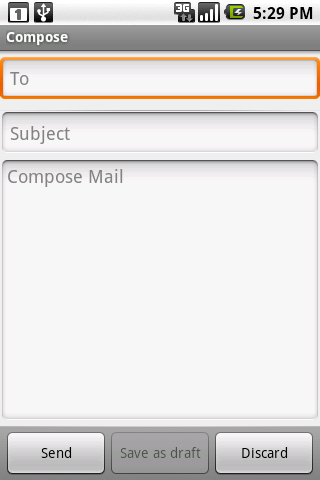 1 3G 5:29 PM
Compose
To
Subject
Compose Mail
Send Save as draft Discard